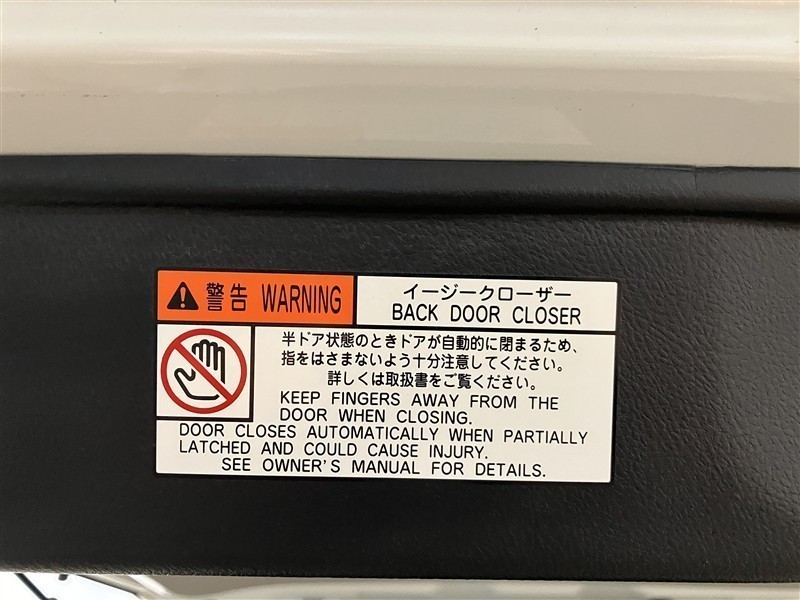 警告 WARNING
イージークローザー
BACK DOOR CLOSER
半ドア状態のときドアが自動的に閉まるため、
指をはさまないよう十分注意してください。
詳しくは取扱書をご覧ください。
KEEP FINGERS AWAY FROM THE
DOOR WHEN CLOSING.
DOOR CLOSES AUTOMATICALLY WHEN PARTIALLY
LATCHED AND COULD CAUSE INJURY.
SEE OWNER'S MANUAL FOR DETAILS.